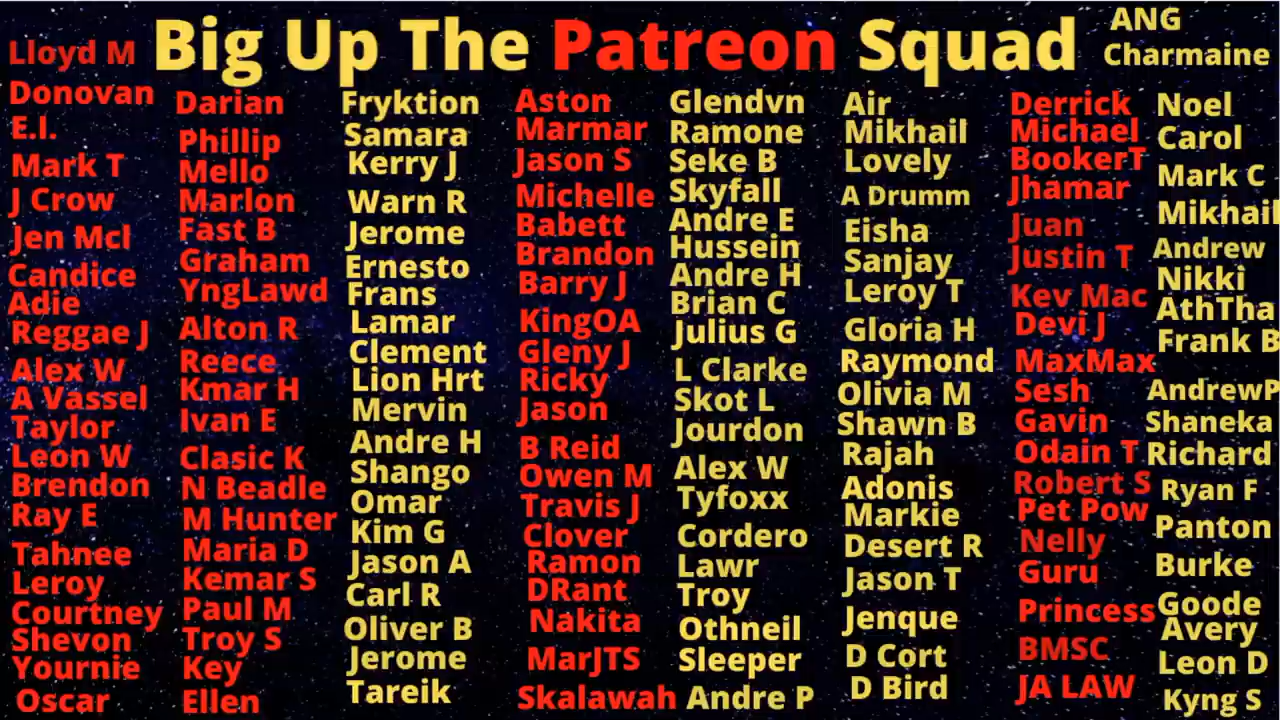 Big Up The Patreon Squad
Lloyd M
Donovan
E.I.
Mark T
J Crow
Jen Mcl
Candice
Adie
Reggae J
Alex W
A Vassel
Taylor
Leon W
Brendon
Ray E
Tahnee
Leroy
Courtney
Shevon
Yournie
Oscar
Darian
Phillip
Mello
Marlon
Fast B
Graham
YngLawd
Alton R
Reece
Kmar H
Ivan E
Clasic K
N Beadle
M Hunter
Maria D
Kemar S
Paul M
Troy S
Key
Ellen
Fryktion
Samara
Kerry J
Warn R
Jerome
Ernesto
Frans
Lamar
Clement
Lion Hrt
Mervin
Andre H
Shango
Omar
Kim G
Jason A
Carl R
Oliver B
Jerome
Tareik
Aston
Marmar
Jason S
Michelle
Babett
Brandon
Barry J
KingOA
Gleny J
Ricky
Jason
B Reid
Owen M
Travis J
Clover
Ramon
DRant
Nakita
MarJTS
Skalawah
Glendvn
Ramone
Seke B
Skyfall
Andre E
Hussein
Andre H
Brian C
Julius G
L Clarke
Skot L
Jourdon
Alex W
Tyfoxx
Cordero
Lawr
Troy
Othneil
Sleeper
Andre P
Air
Mikhail
Lovely
A Drumm
Eisha
Sanjay
Leroy T
Gloria H
Raymond
Olivia M
Shawn B
Rajah
Adonis
Markie
Desert R
Jason T
Jenque
D Cort
D Bird
Derrick
Michael
BookerT
Jhamar
Juan
Justin T
Kev Mac
Devi J
MaxMax
Sesh
Gavin
Odain T
Robert S
Pet Pow
Nelly
Guru
Princess
BMSC
JA LAW
ANG
Charmaine
Noel
Carol
Mark C
Mikhail
Andrew
Nikki
AthTha
Frank B
AndrewP
Shaneka
Richard
Ryan F
Panton
Burke
Goode
Avery
Leon D
Kyng S